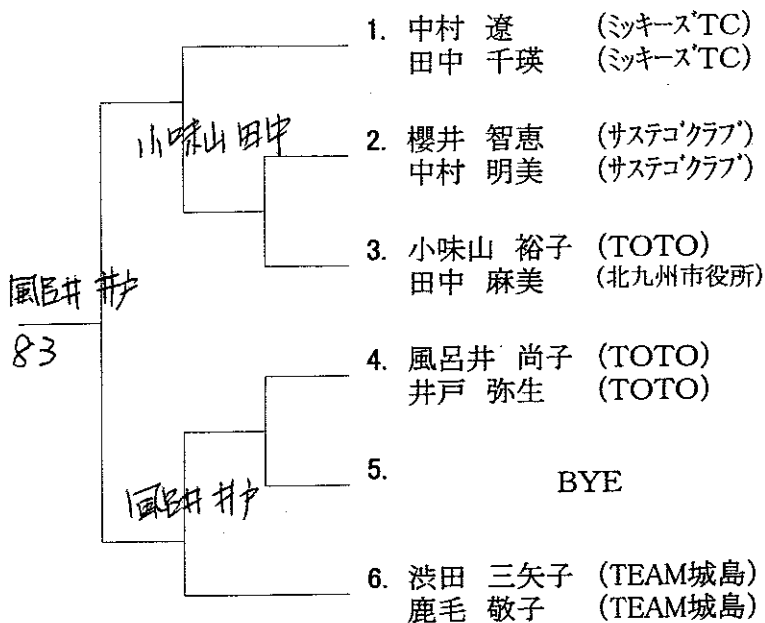 1. 中村 遼 (ミッキーズTC)
田中 千瑛 (ミッキーズTC)
小味山 田中
2. 櫻井 智恵 (サステゴクラブ)
中村 明美 (サステゴクラブ)
3. 小味山 裕子 (TOTO)
田中 麻美 (北九州市役所)
風呂井 井戸
83
4. 風呂井 尚子 (TOTO)
井戸 弥生 (TOTO)
5. BYE
風呂井 井戸
6. 渋田 三矢子 (TEAM城島)
鹿毛 敬子 (TEAM城島)